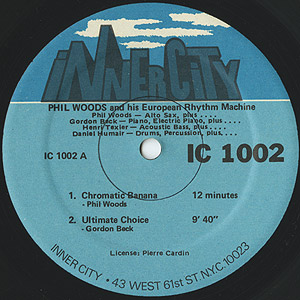 INNER CITY
PHIL WOODS and his European Rhythm Machine
Phil Woods — Alto Sax, plus . . . .
Gordon Beck — Piano, Electric Piano, plus . . . .
Henri Texier — Acoustic Bass, plus . . . .
Daniel Humair — Drums, Percussion, plus . . . .
IC 1002 A
IC 1002
1. Chromatic Banana 12 minutes
- Phil Woods
2. Ultimate Choice 9' 40"
- Gordon Beck
License: Pierre Cardin
INNER CITY • 43 WEST 61st ST. N.Y.C. 10023